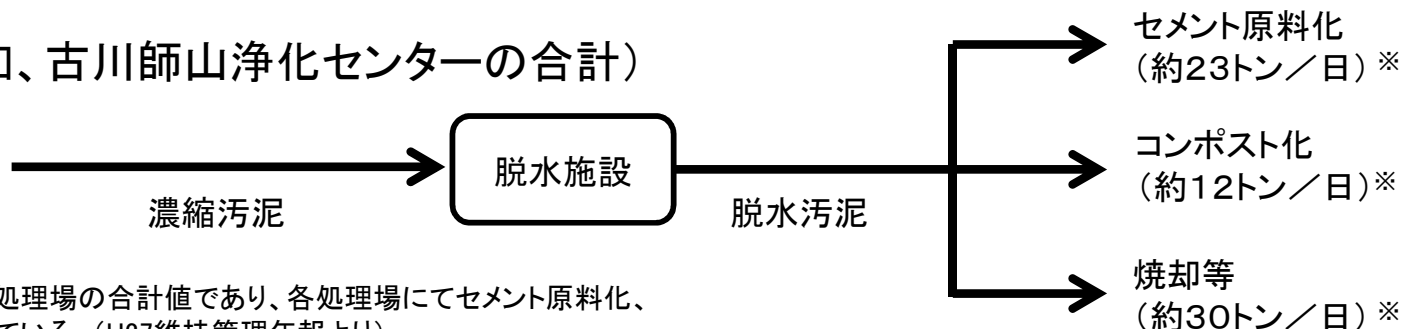 、古川師山浄化センターの合計）
濃縮汚泥
脱水施設
脱水汚泥
セメント原料化
（約２３トン／日）※
コンポスト化
（約１２トン／日）※
焼却等
（約３０トン／日）※
処理場の合計値であり、各処理場にてセメント原料化、
ている。（H27維持管理年報より）